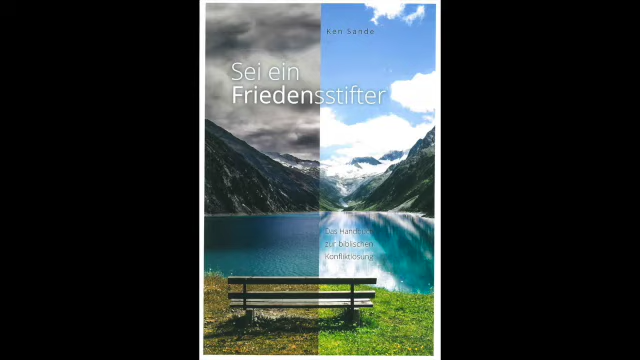 Ken Sande
Sei ein
Friedensstifter
Das Handbuch
zur biblischen
Konfliktlösung